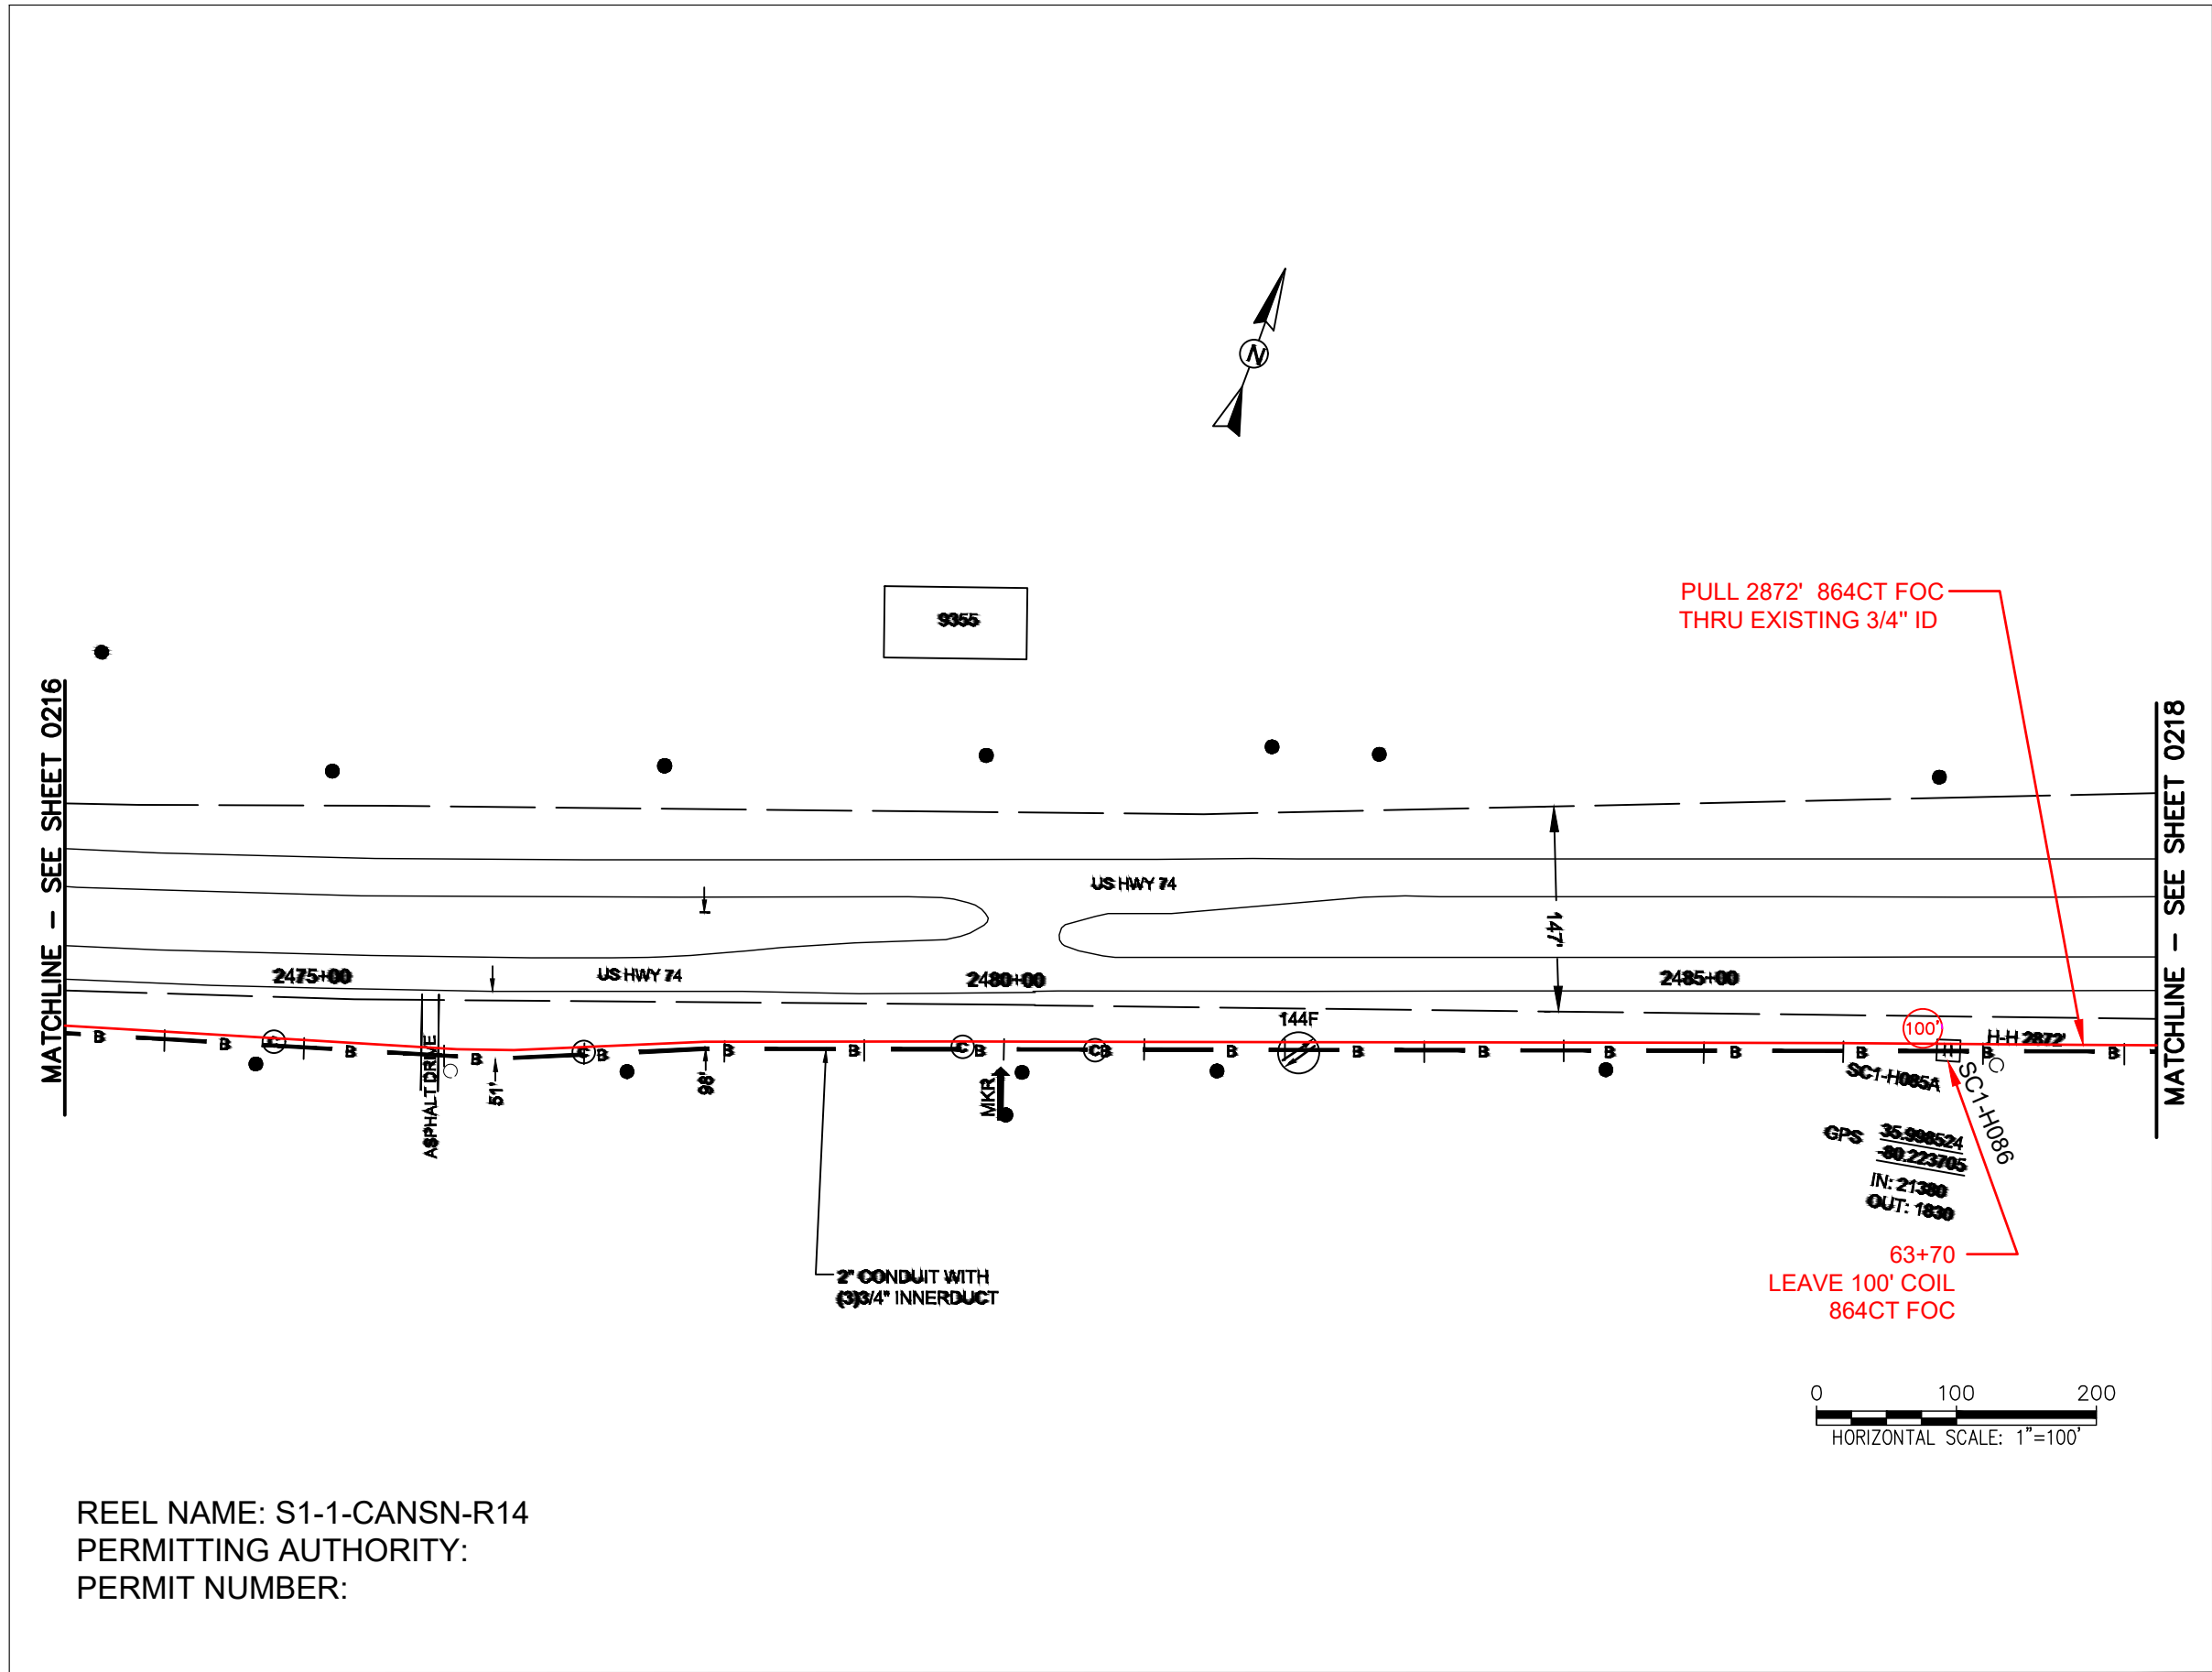 N
9355
PULL 2872' 864CT FOC
THRU EXISTING 3/4" ID
MATCHLINE - SEE SHEET 0216
MATCHLINE - SEE SHEET 0218
US HWY 74
147'
2475+00
US HWY 74
2480+00
2485+00
144F
100'
H-H 2872'
B B B B B B B B B B B B B B B B B
C C C C
H
ASPHALT DRIVE
51'
98'
MKR
SC1-H085A
SC1-H086
GPS 35.998524
-80.223705
IN: 21380
OUT: 1830
2" CONDUIT WITH
(3)3/4" INNERDUCT
63+70
LEAVE 100' COIL
864CT FOC
0 100 200
HORIZONTAL SCALE: 1"=100'
REEL NAME: S1-1-CANSN-R14
PERMITTING AUTHORITY:
PERMIT NUMBER: